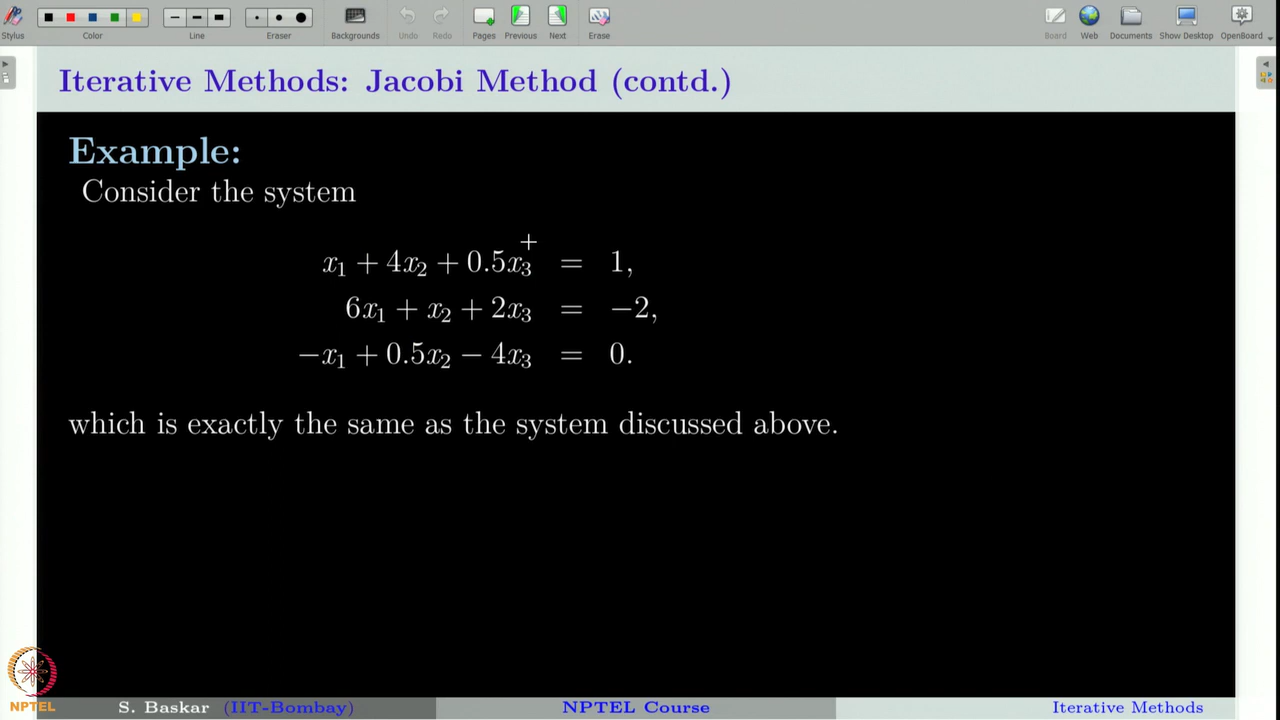 Stylus Color Line Eraser Backgrounds Undo Redo Pages Previous Next Erase Board Web Documents Show Desktop OpenBoard
Iterative Methods: Jacobi Method (contd.)
Example:
Consider the system
x₁ + 4x₂ + 0.5x₃ = 1,
6x₁ + x₂ + 2x₃ = −2,
−x₁ + 0.5x₂ − 4x₃ = 0.
which is exactly the same as the system discussed above.
NPTEL
S. Baskar (IIT-Bombay) NPTEL Course Iterative Methods